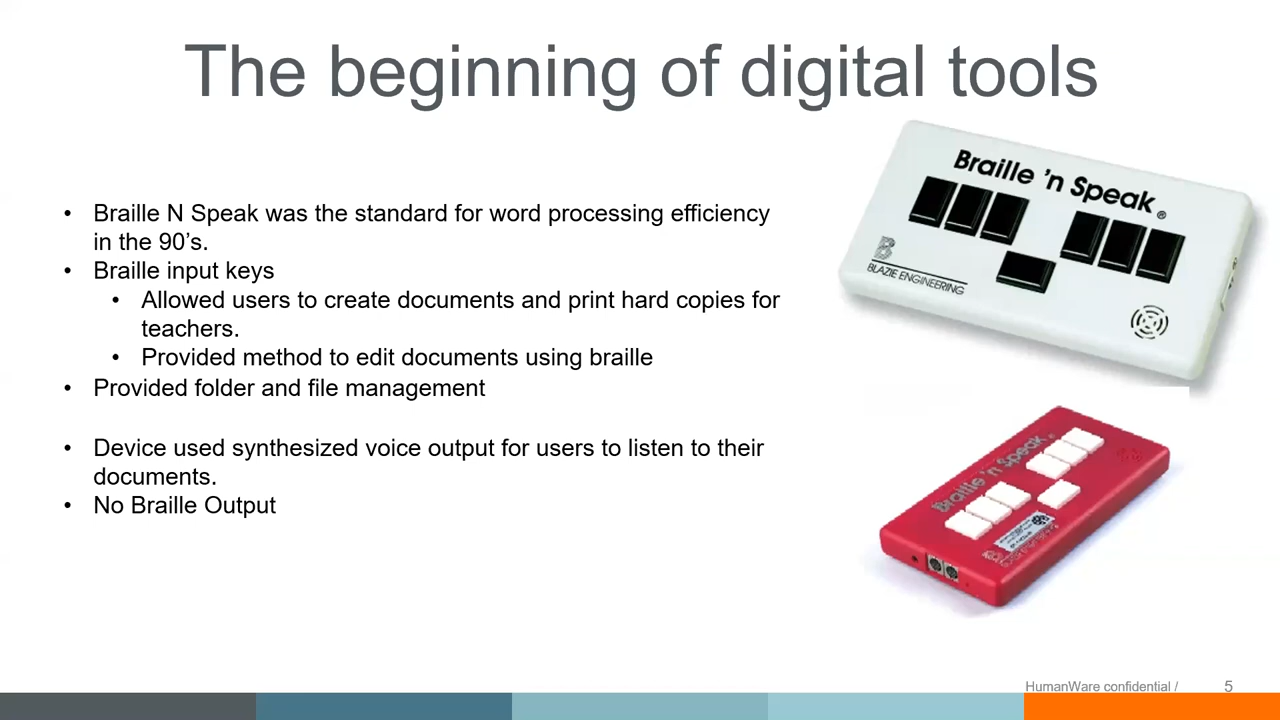 The beginning of digital tools
• Braille N Speak was the standard for word processing efficiency
in the 90’s.
• Braille input keys
• Allowed users to create documents and print hard copies for
teachers.
• Provided method to edit documents using braille
• Provided folder and file management
• Device used synthesized voice output for users to listen to their
documents.
• No Braille Output
Braille 'n Speak®
B
BLAZIE ENGINEERING
Braille 'n Speak
HumanWare confidential / 5